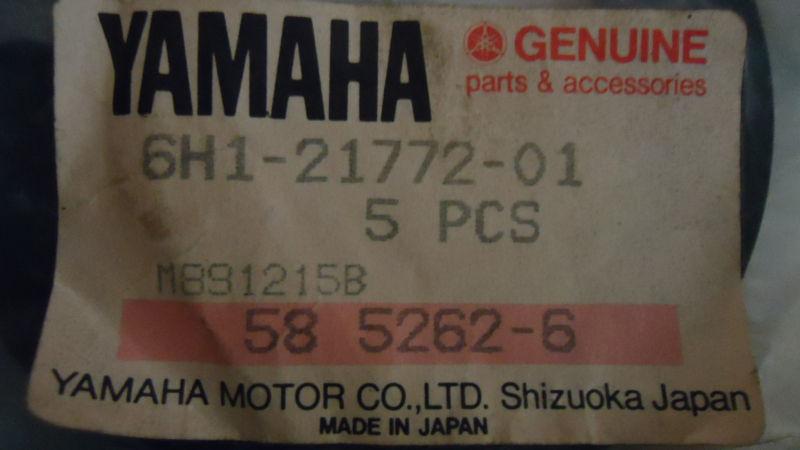 YAMAHA GENUINE
parts & accessories
6H1-21772-01
5 PCS
M891215B
58 5262-6
YAMAHA MOTOR CO.,LTD. Shizuoka Japan
MADE IN JAPAN